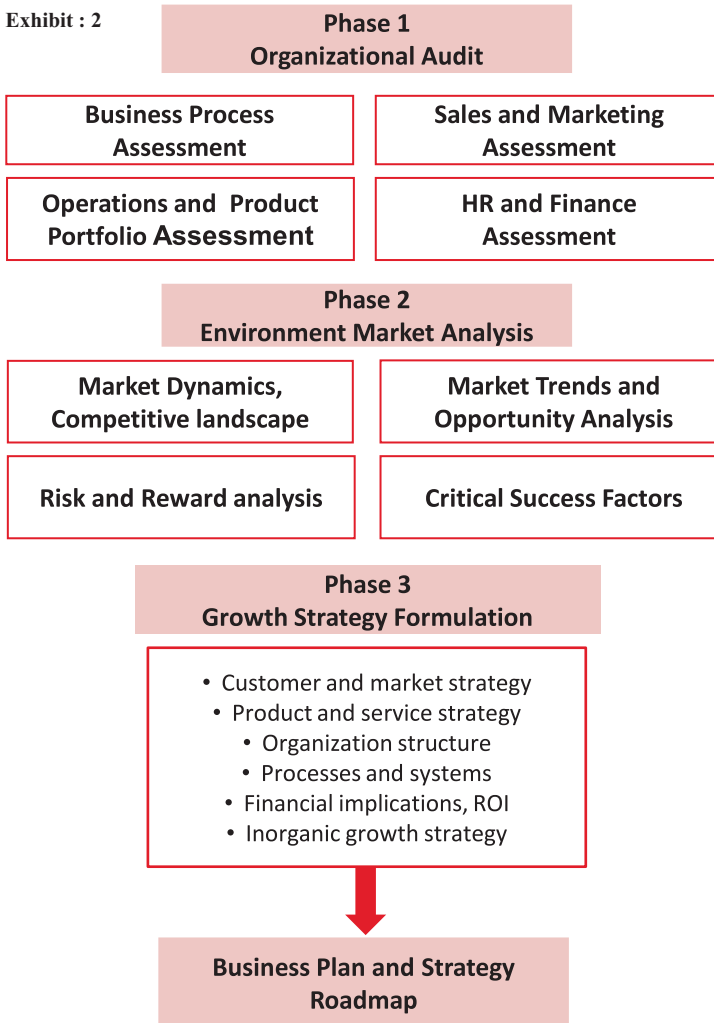 Exhibit : 2
Phase 1
Organizational Audit
Business Process
Assessment
Sales and Marketing
Assessment
Operations and Product
Portfolio Assessment
HR and Finance
Assessment
Phase 2
Environment Market Analysis
Market Dynamics,
Competitive landscape
Market Trends and
Opportunity Analysis
Risk and Reward analysis
Critical Success Factors
Phase 3
Growth Strategy Formulation
• Customer and market strategy
• Product and service strategy
• Organization structure
• Processes and systems
• Financial implications, ROI
• Inorganic growth strategy
Business Plan and Strategy
Roadmap